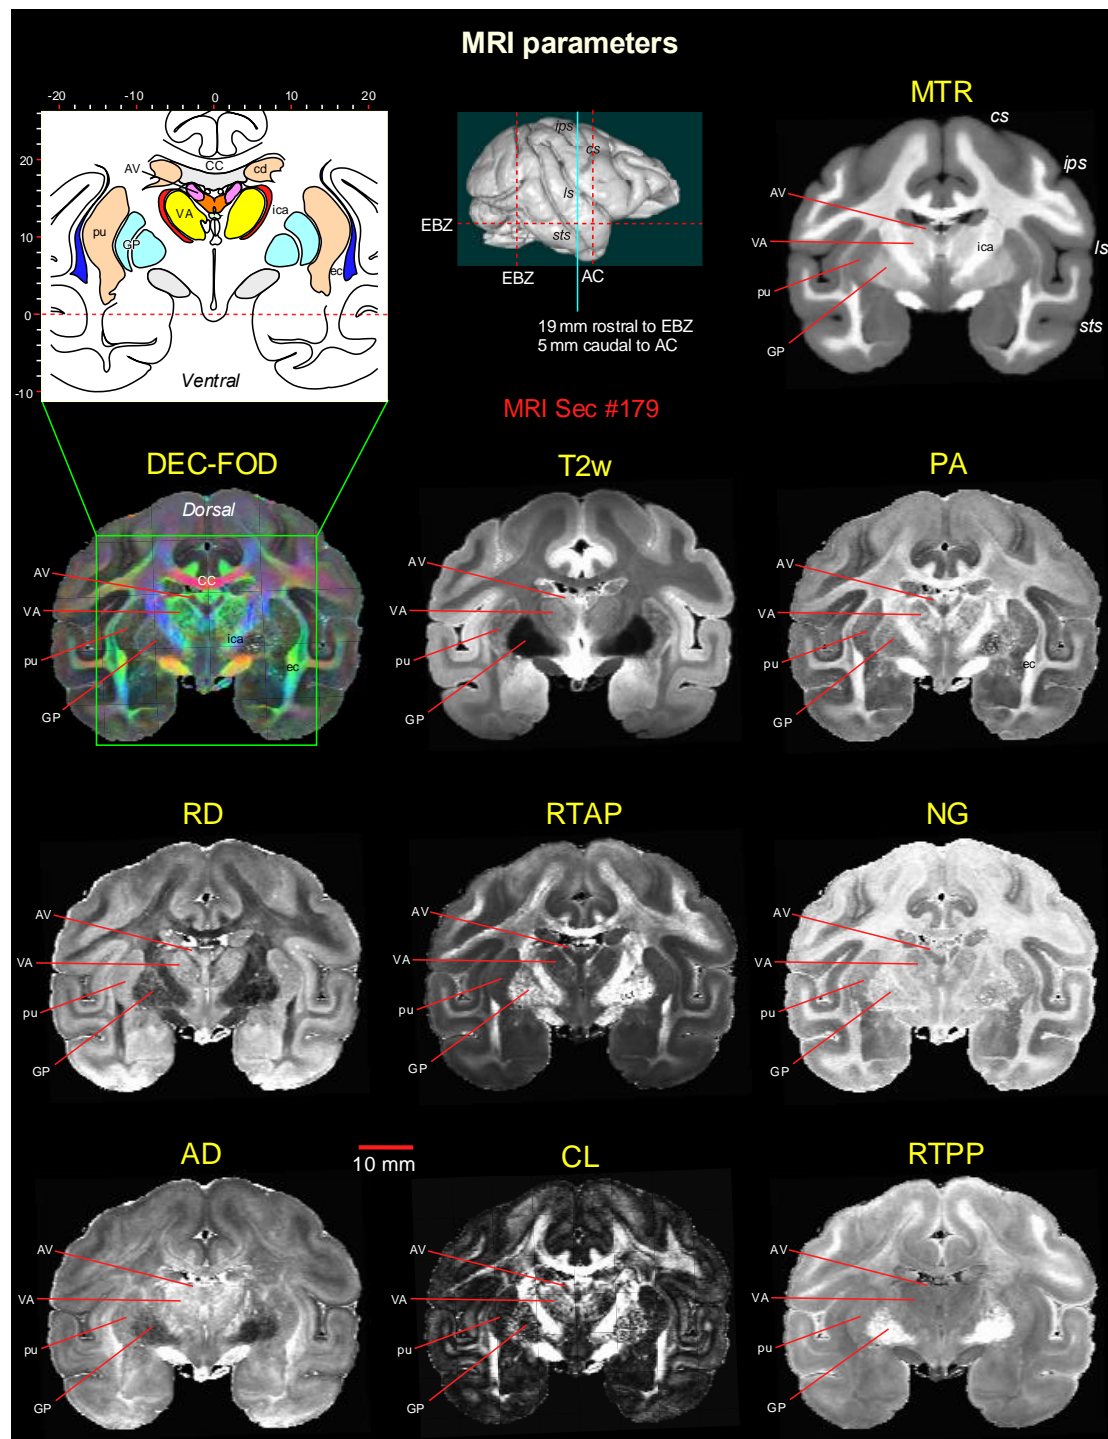 MRI parameters
-20 -10 0 10 20
20
10
0
-10
AV
CC
cd
VA
ica
pu
GP
ec
Ventral
ips
cs
ls
sts
EBZ
EBZ
AC
19 mm rostral to EBZ
5 mm caudal to AC
MRI Sec #179
MTR
cs
ips
ls
sts
AV
VA
ica
pu
GP
DEC-FOD
Dorsal
AV
CC
VA
ica
pu
ec
GP
T2w
AV
VA
pu
GP
PA
AV
VA
pu
ec
GP
RD
AV
VA
pu
GP
RTAP
AV
VA
pu
GP
NG
AV
VA
pu
GP
AD
10 mm
AV
VA
pu
GP
CL
AV
VA
pu
GP
RTPP
AV
VA
pu
GP